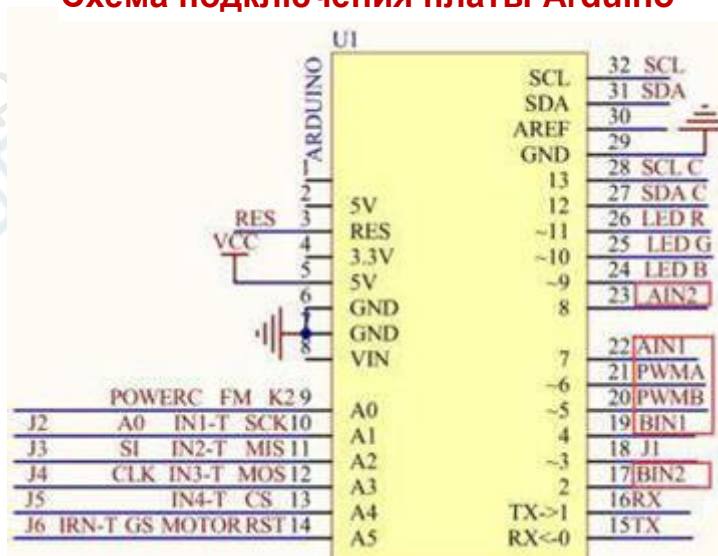 Схема подключения платы Arduino
U1
ARDUINO
1
2 5V
RES 3 RES
VCC 4 3.3V
5 5V
6 GND
7 GND
8 VIN
POWERC FM K2 9 A0
J2 A0 IN1-T SCK 10 A1
J3 SI IN2-T MIS 11 A2
J4 CLK IN3-T MOS 12 A3
J5 IN4-T CS 13 A4
J6 IRN-T GS MOTOR RST 14 A5
SCL 32 SCL
SDA 31 SDA
AREF 30
GND 29
13 28 SCL C
12 27 SDA C
~11 26 LED R
~10 25 LED G
~9 24 LED B
8 23 AIN2
7 22 AIN1
~6 21 PWMA
~5 20 PWMB
4 19 BIN1
~3 18 J1
2 17 BIN2
TX->1 16 RX
RX<-0 15 TX